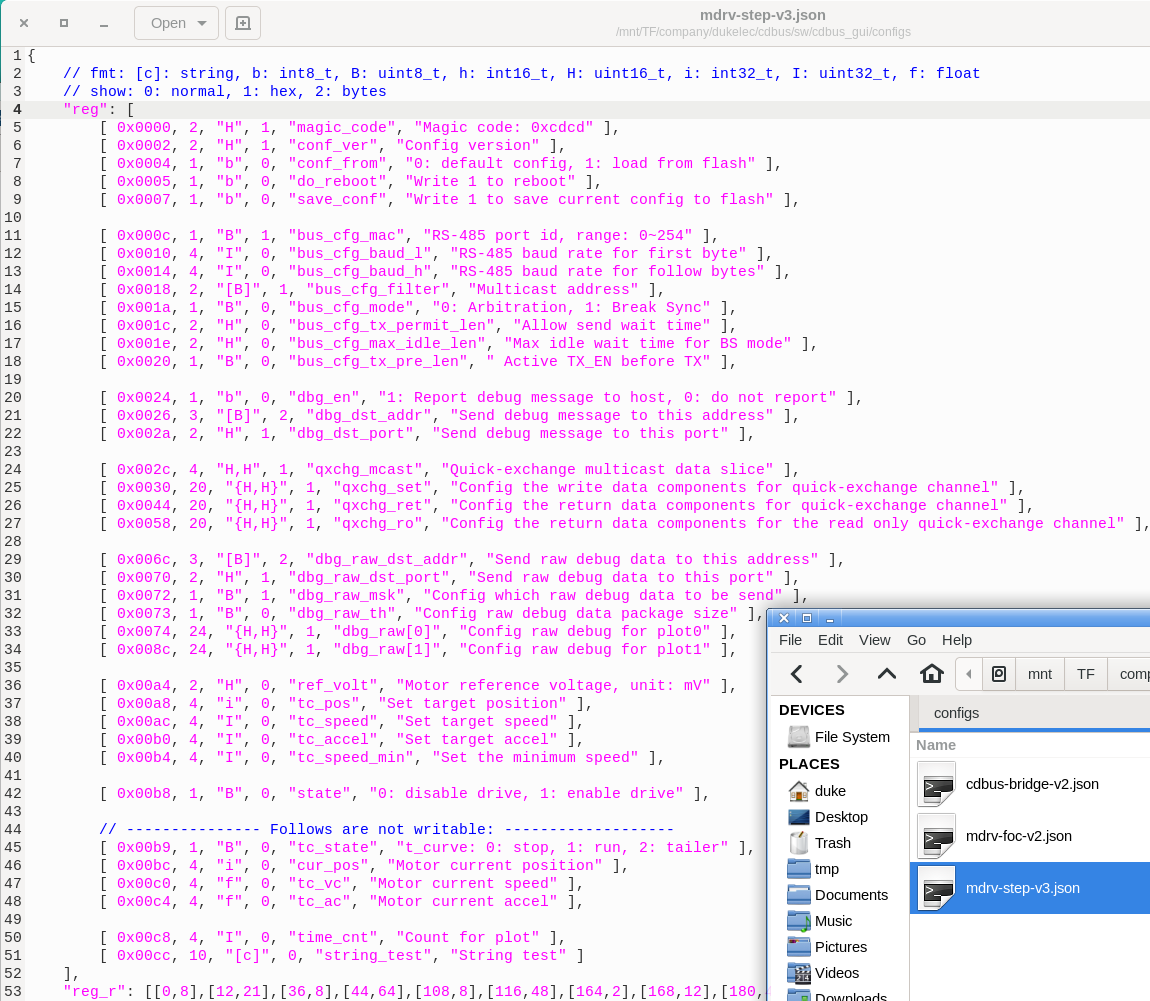 Open
mdrv-step-v3.json
/mnt/TF/company/dukelec/cdbus/sw/cdbus_gui/configs
1 {
2 // fmt: [c]: string, b: int8_t, B: uint8_t, h: int16_t, H: uint16_t, i: int32_t, I: uint32_t, f: float
3 // show: 0: normal, 1: hex, 2: bytes
4 "reg": [
5 [ 0x0000, 2, "H", 1, "magic_code", "Magic code: 0xcdcd" ],
6 [ 0x0002, 2, "H", 1, "conf_ver", "Config version" ],
7 [ 0x0004, 1, "b", 0, "conf_from", "0: default config, 1: load from flash" ],
8 [ 0x0005, 1, "b", 0, "do_reboot", "Write 1 to reboot" ],
9 [ 0x0007, 1, "b", 0, "save_conf", "Write 1 to save current config to flash" ],
10
11 [ 0x000c, 1, "B", 1, "bus_cfg_mac", "RS-485 port id, range: 0~254" ],
12 [ 0x0010, 4, "I", 0, "bus_cfg_baud_l", "RS-485 baud rate for first byte" ],
13 [ 0x0014, 4, "I", 0, "bus_cfg_baud_h", "RS-485 baud rate for follow bytes" ],
14 [ 0x0018, 2, "[B]", 1, "bus_cfg_filter", "Multicast address" ],
15 [ 0x001a, 1, "B", 0, "bus_cfg_mode", "0: Arbitration, 1: Break Sync" ],
16 [ 0x001c, 2, "H", 0, "bus_cfg_tx_permit_len", "Allow send wait time" ],
17 [ 0x001e, 2, "H", 0, "bus_cfg_max_idle_len", "Max idle wait time for BS mode" ],
18 [ 0x0020, 1, "B", 0, "bus_cfg_tx_pre_len", " Active TX_EN before TX" ],
19
20 [ 0x0024, 1, "b", 0, "dbg_en", "1: Report debug message to host, 0: do not report" ],
21 [ 0x0026, 3, "[B]", 2, "dbg_dst_addr", "Send debug message to this address" ],
22 [ 0x002a, 2, "H", 1, "dbg_dst_port", "Send debug message to this port" ],
23
24 [ 0x002c, 4, "H,H", 1, "qxchg_mcast", "Quick-exchange multicast data slice" ],
25 [ 0x0030, 20, "{H,H}", 1, "qxchg_set", "Config the write data components for quick-exchange channel" ],
26 [ 0x0044, 20, "{H,H}", 1, "qxchg_ret", "Config the return data components for quick-exchange channel" ],
27 [ 0x0058, 20, "{H,H}", 1, "qxchg_ro", "Config the return data components for the read only quick-exchange channel" ],
28
29 [ 0x006c, 3, "[B]", 2, "dbg_raw_dst_addr", "Send raw debug data to this address" ],
30 [ 0x0070, 2, "H", 1, "dbg_raw_dst_port", "Send raw debug data to this port" ],
31 [ 0x0072, 1, "B", 1, "dbg_raw_msk", "Config which raw debug data to be send" ],
32 [ 0x0073, 1, "B", 0, "dbg_raw_th", "Config raw debug data package size" ],
33 [ 0x0074, 24, "{H,H}", 1, "dbg_raw[0]", "Config raw debug for plot0" ],
34 [ 0x008c, 24, "{H,H}", 1, "dbg_raw[1]", "Config raw debug for plot1" ],
35
36 [ 0x00a4, 2, "H", 0, "ref_volt", "Motor reference voltage, unit: mV" ],
37 [ 0x00a8, 4, "i", 0, "tc_pos", "Set target position" ],
38 [ 0x00ac, 4, "I", 0, "tc_speed", "Set target speed" ],
39 [ 0x00b0, 4, "I", 0, "tc_accel", "Set target accel" ],
40 [ 0x00b4, 4, "I", 0, "tc_speed_min", "Set the minimum speed" ],
41
42 [ 0x00b8, 1, "B", 0, "state", "0: disable drive, 1: enable drive" ],
43
44 // --------------- Follows are not writable: -------------------
45 [ 0x00b9, 1, "B", 0, "tc_state", "t_curve: 0: stop, 1: run, 2: tailer" ],
46 [ 0x00bc, 4, "i", 0, "cur_pos", "Motor current position" ],
47 [ 0x00c0, 4, "f", 0, "tc_vc", "Motor current speed" ],
48 [ 0x00c4, 4, "f", 0, "tc_ac", "Motor current accel" ],
49
50 [ 0x00c8, 4, "I", 0, "time_cnt", "Count for plot" ],
51 [ 0x00cc, 10, "[c]", 0, "string_test", "String test" ]
52 ],
53 "reg_r": [[0,8],[12,21],[36,8],[44,64],[108,8],[116,48],[164,2],[168,12],[180,
File Edit View Go Help
mnt TF comp
DEVICES
File System
PLACES
duke
Desktop
Trash
tmp
Documents
Music
Pictures
Videos
Downloads
configs
Name
cdbus-bridge-v2.json
mdrv-foc-v2.json
mdrv-step-v3.json